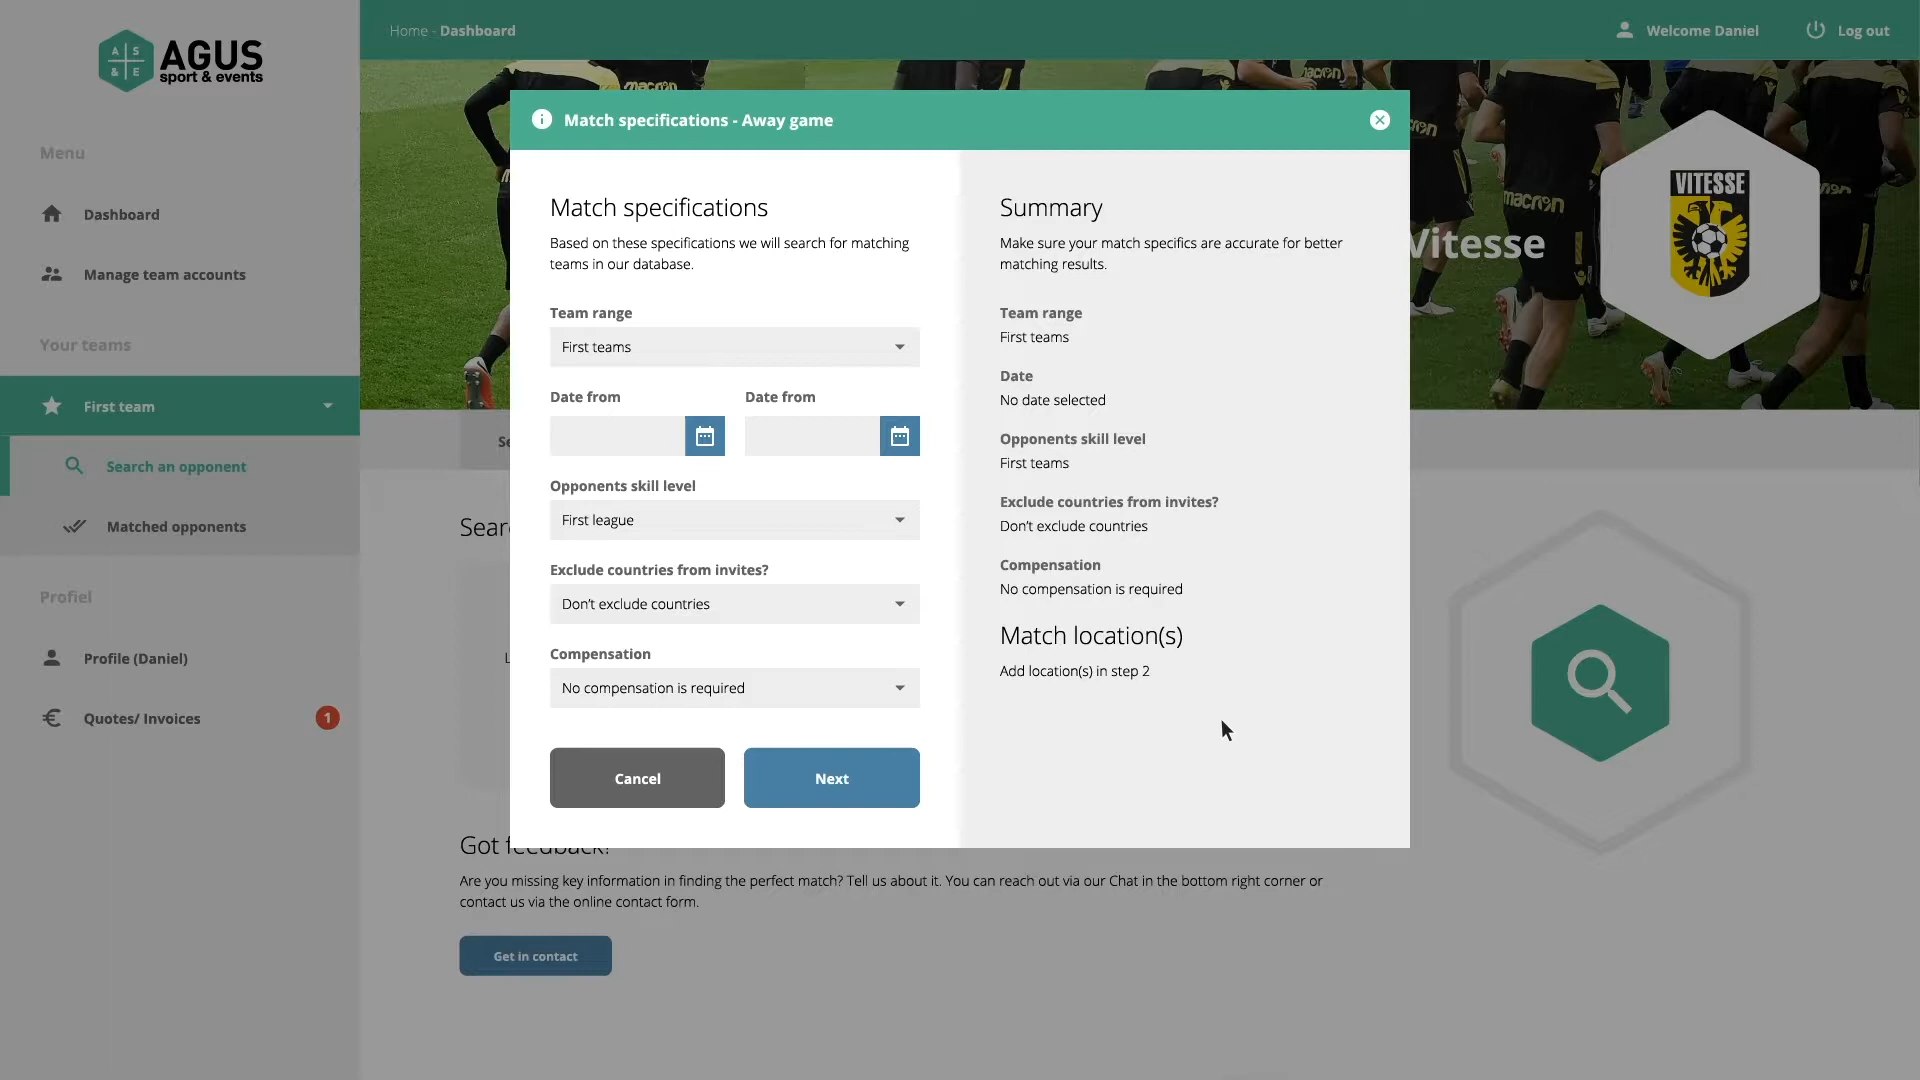 A S
& E
AGUS
sport & events
Home - Dashboard
Welcome Daniel
Log out
Menu
Dashboard
Manage team accounts
Your teams
First team
Search an opponent
Matched opponents
Profiel
Profile (Daniel)
Quotes/ Invoices
1
macron
macron
macron
Vitesse
VITESSE
Match specifications - Away game
Match specifications
Based on these specifications we will search for matching
teams in our database.
Team range
First teams
Date from
Date from
Opponents skill level
First league
Exclude countries from invites?
Don't exclude countries
Compensation
No compensation is required
Cancel
Next
Summary
Make sure your match specifics are accurate for better
matching results.
Team range
First teams
Date
No date selected
Opponents skill level
First teams
Exclude countries from invites?
Don't exclude countries
Compensation
No compensation is required
Match location(s)
Add location(s) in step 2
Got feedback?
Are you missing key information in finding the perfect match? Tell us about it. You can reach out via our Chat in the bottom right corner or
contact us via the online contact form.
Get in contact